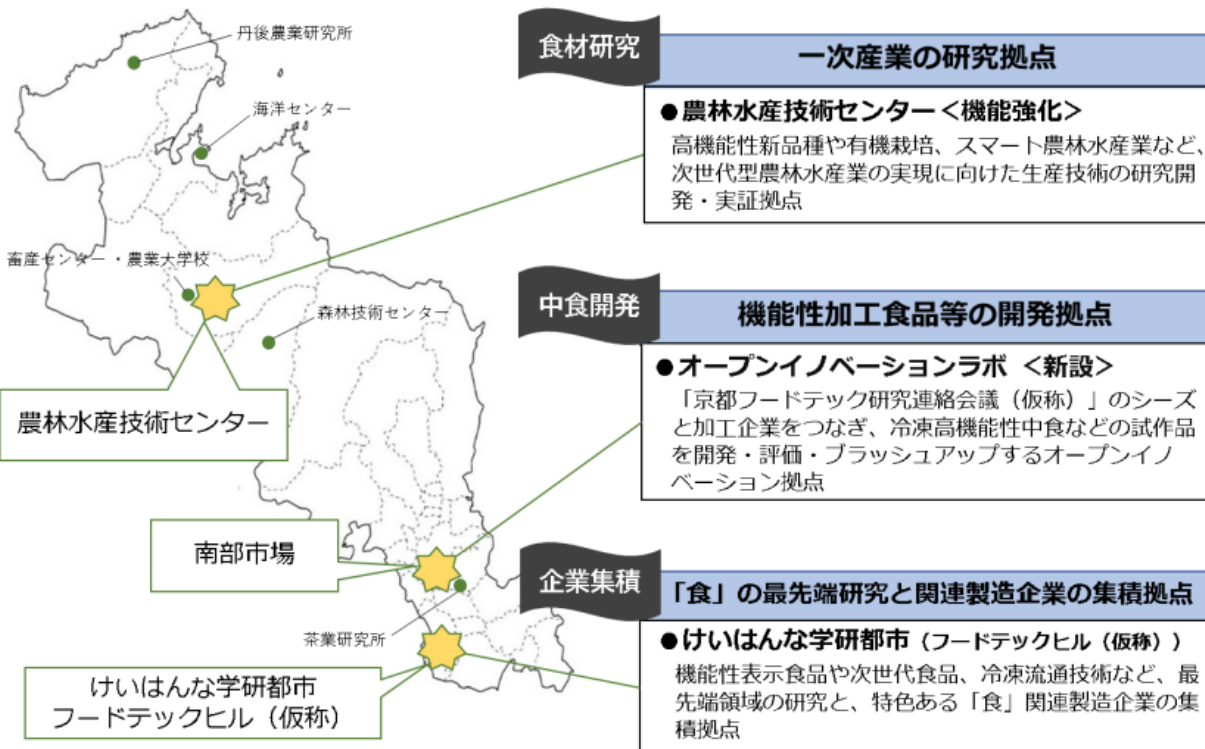 丹後農業研究所
海洋センター
畜産センター・農業大学校
森林技術センター
農林水産技術センター
南部市場
茶業研究所
けいはんな学研都市
フードテックヒル（仮称）
食材研究
一次産業の研究拠点
●農林水産技術センター＜機能強化＞
高機能性新品種や有機栽培、スマート農林水産業など、
次世代型農林水産業の実現に向けた生産技術の研究開
発・実証拠点
中食開発
機能性加工食品等の開発拠点
●オープンイノベーションラボ ＜新設＞
「京都フードテック研究連絡会議（仮称）」のシーズ
と加工企業をつなぎ、冷凍高機能性中食などの試作品
を開発・評価・ブラッシュアップするオープンイノ
ベーション拠点
企業集積
「食」の最先端研究と関連製造企業の集積拠点
●けいはんな学研都市（フードテックヒル（仮称））
機能性表示食品や次世代食品、冷凍流通技術など、最
先端領域の研究と、特色ある「食」関連製造企業の集
積拠点